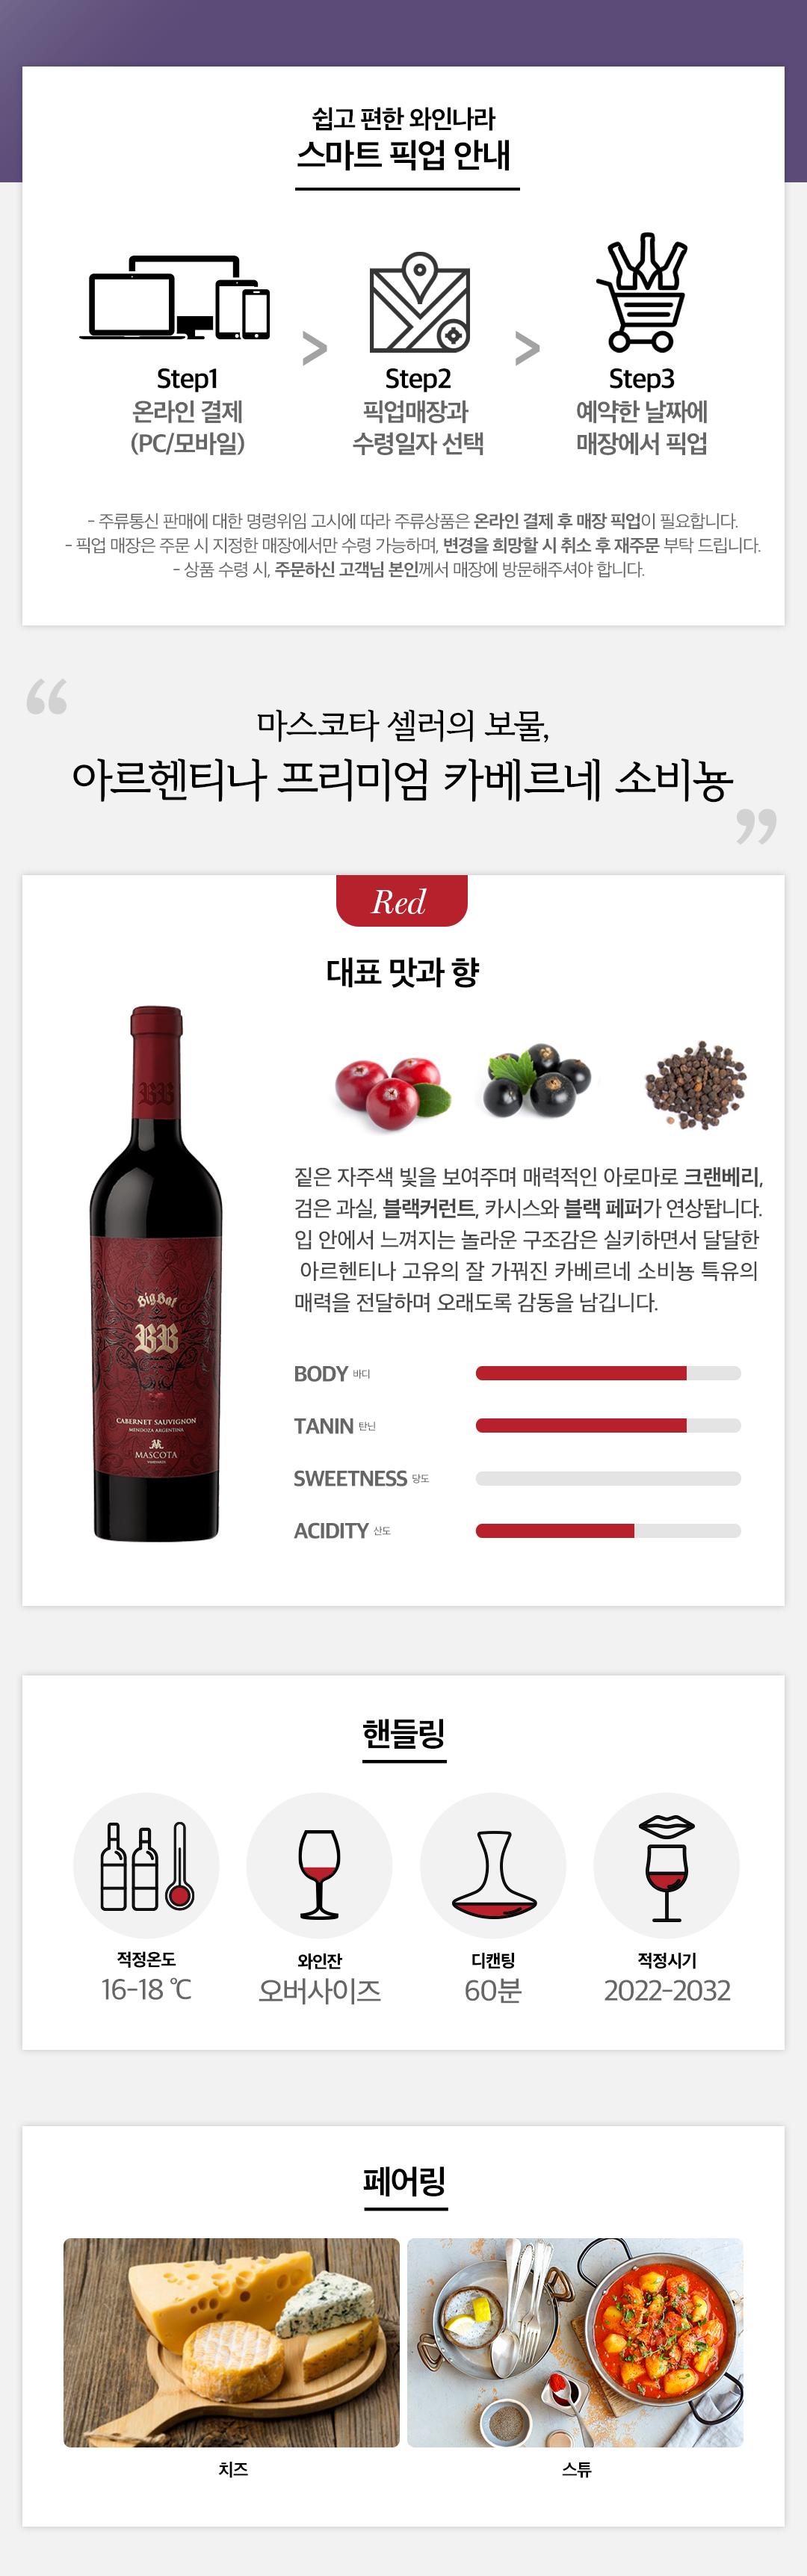 쉽고 편한 와인나라
스마트 픽업 안내
Step1
온라인 결제
(PC/모바일)
>
Step2
픽업매장과
수령일자 선택
>
Step3
예약한 날짜에
매장에서 픽업
- 주류통신 판매에 대한 명령위임 고시에 따라 주류상품은 온라인 결제 후 매장 픽업이 필요합니다.
- 픽업 매장은 주문 시 지정한 매장에서만 수령 가능하며, 변경을 희망할 시 취소 후 재주문 부탁 드립니다.
- 상품 수령 시, 주문하신 고객님 본인께서 매장에 방문해주셔야 합니다.
“
마스코타 셀러의 보물,
아르헨티나 프리미엄 카베르네 소비뇽
”
Red
대표 맛과 향
BB
Big Bat
BB
CABERNET SAUVIGNON
MENDOZA ARGENTINA
MASCOTA
VINEYARDS
짙은 자주색 빛을 보여주며 매력적인 아로마로 크랜베리,
검은 과실, 블랙커런트, 카시스와 블랙 페퍼가 연상됩니다.
입 안에서 느껴지는 놀라운 구조감은 실키하면서 달달한
아르헨티나 고유의 잘 가꿔진 카베르네 소비뇽 특유의
매력을 전달하며 오래도록 감동을 남깁니다.
BODY 바디
TANIN 탄닌
SWEETNESS 당도
ACIDITY 산도
핸들링
적정온도
16-18 ℃
와인잔
오버사이즈
디캔팅
60분
적정시기
2022-2032
페어링
치즈
스튜